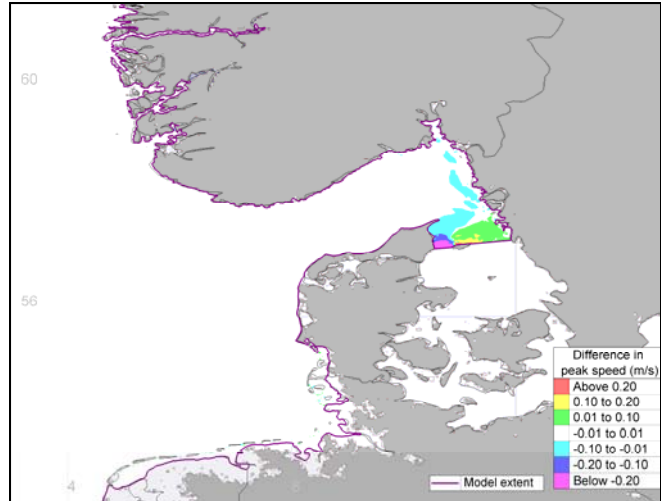 60
56
4
8
Difference in
peak speed (m/s)
Above 0.20
0.10 to 0.20
0.01 to 0.10
-0.01 to 0.01
-0.10 to -0.01
-0.20 to -0.10
Below -0.20
Model extent